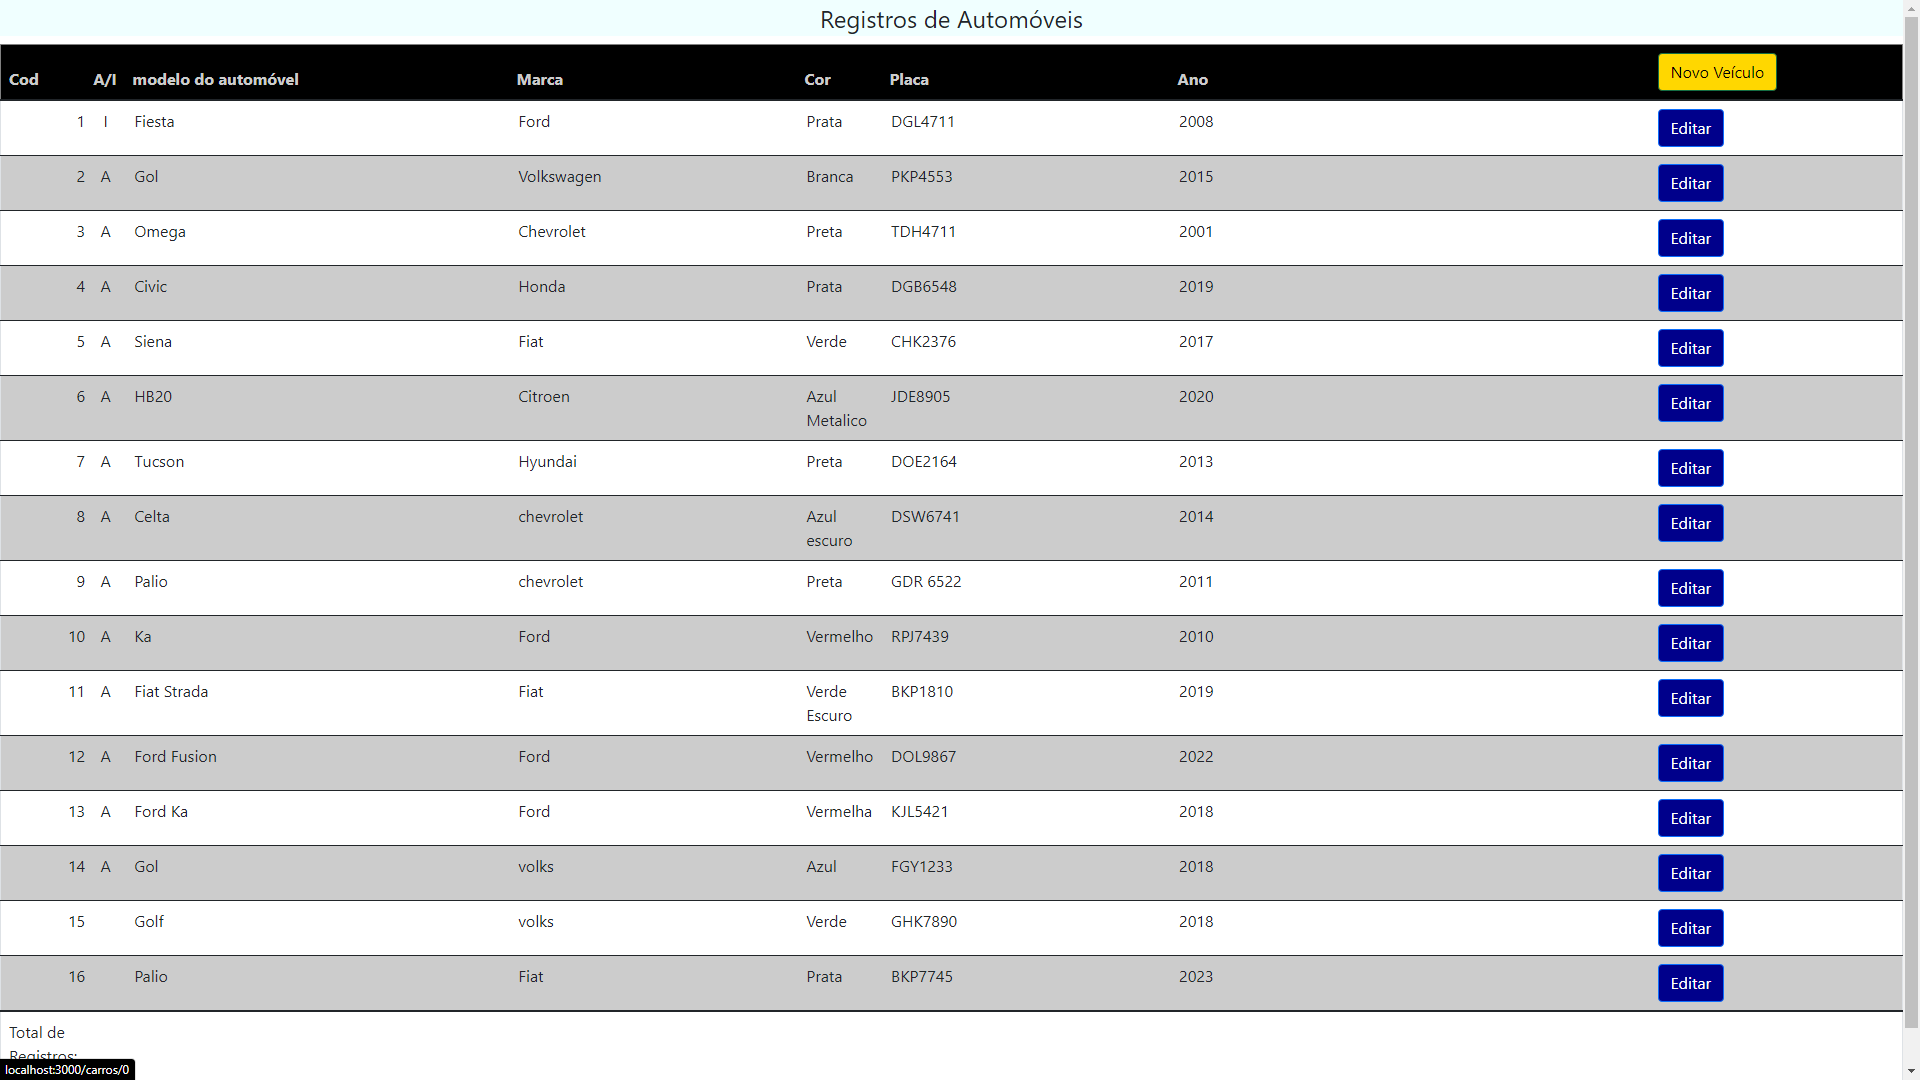 Registros de Automóveis
Cod A/I modelo do automóvel Marca Cor Placa Ano Novo Veículo
1 I Fiesta Ford Prata DGL4711 2008 Editar
2 A Gol Volkswagen Branca PKP4553 2015 Editar
3 A Omega Chevrolet Preta TDH4711 2001 Editar
4 A Civic Honda Prata DGB6548 2019 Editar
5 A Siena Fiat Verde CHK2376 2017 Editar
6 A HB20 Citroen Azul JDE8905 2020 Editar
Metalico
7 A Tucson Hyundai Preta DOE2164 2013 Editar
8 A Celta chevrolet Azul DSW6741 2014 Editar
escuro
9 A Palio chevrolet Preta GDR 6522 2011 Editar
10 A Ka Ford Vermelho RPJ7439 2010 Editar
11 A Fiat Strada Fiat Verde BKP1810 2019 Editar
Escuro
12 A Ford Fusion Ford Vermelho DOL9867 2022 Editar
13 A Ford Ka Ford Vermelha KJL5421 2018 Editar
14 A Gol volks Azul FGY1233 2018 Editar
15 Golf volks Verde GHK7890 2018 Editar
16 Palio Fiat Prata BKP7745 2023 Editar
Total de
Registros:
localhost:3000/carros/0